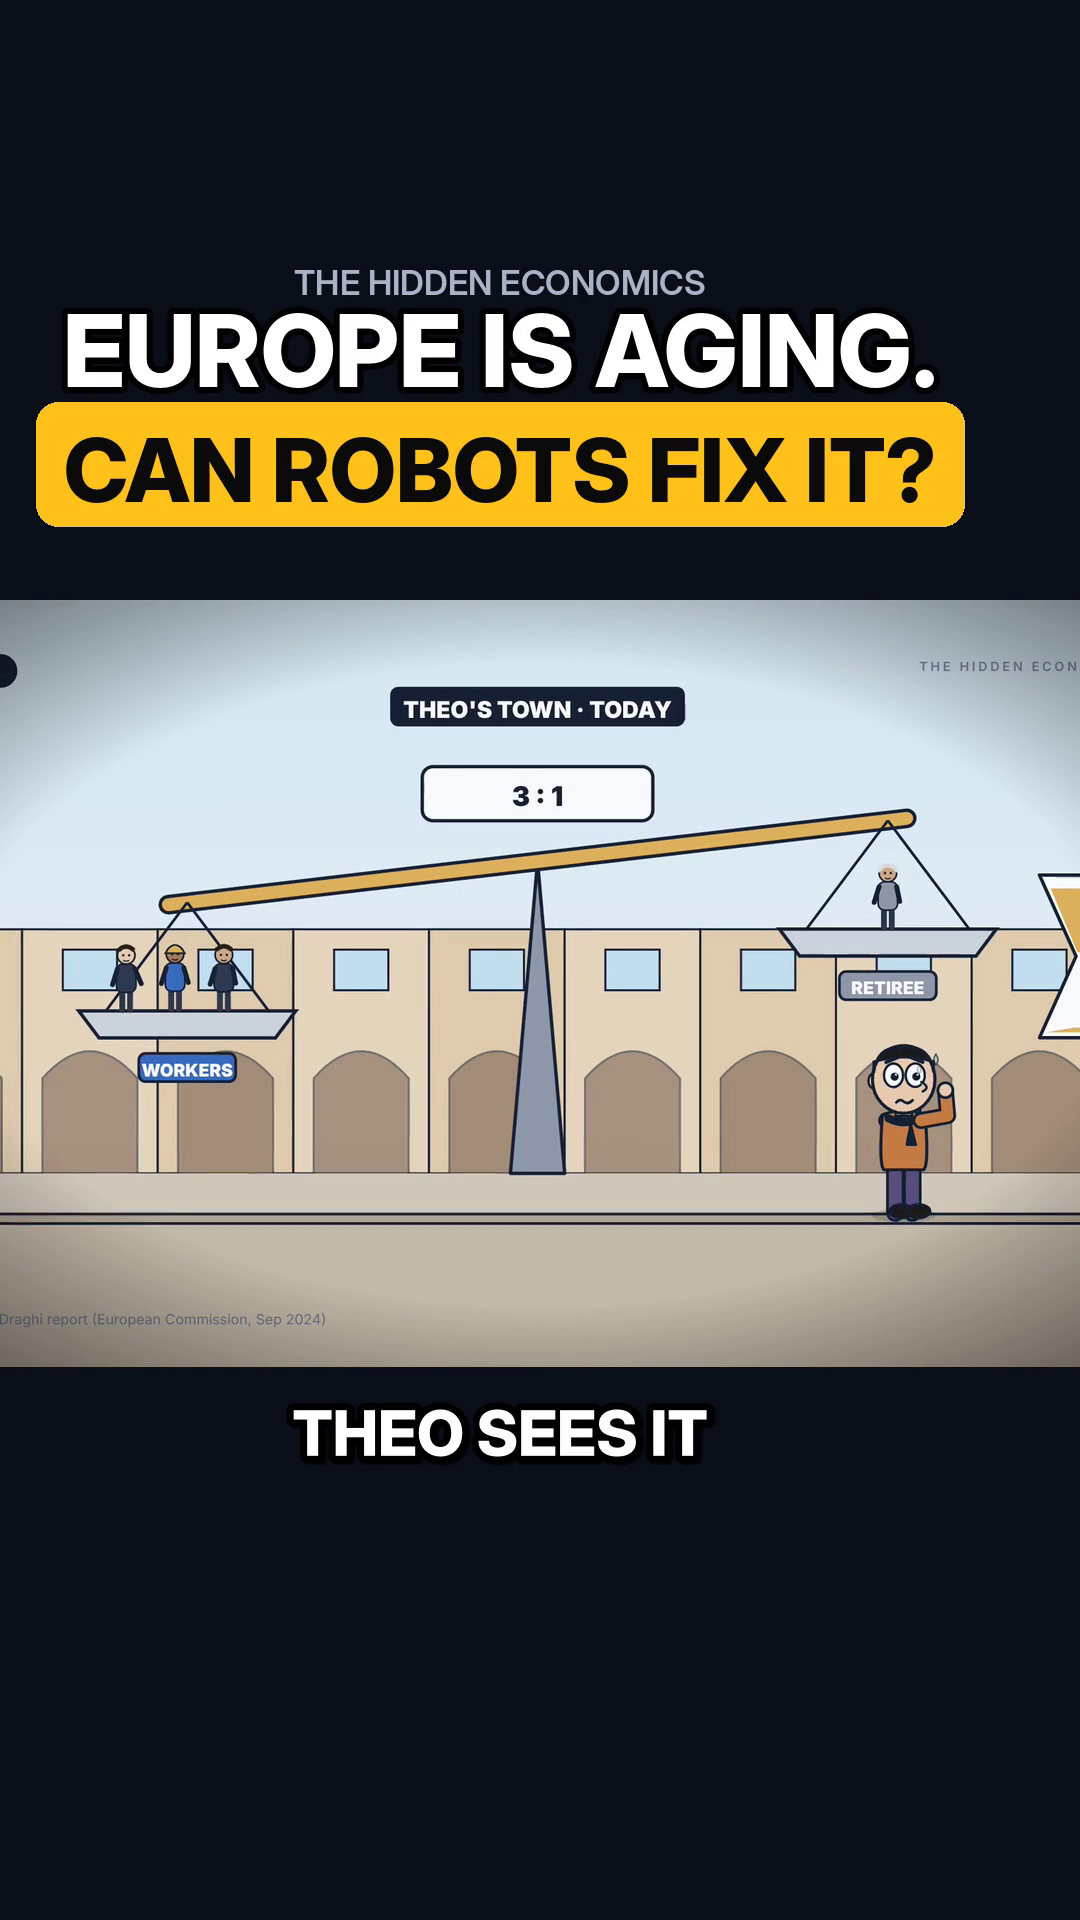 THE HIDDEN ECONOMICS
EUROPE IS AGING.
CAN ROBOTS FIX IT?
THE HIDDEN ECON
THEO'S TOWN · TODAY
3 : 1
RETIREE
WORKERS
Draghi report (European Commission, Sep 2024)
THEO SEES IT